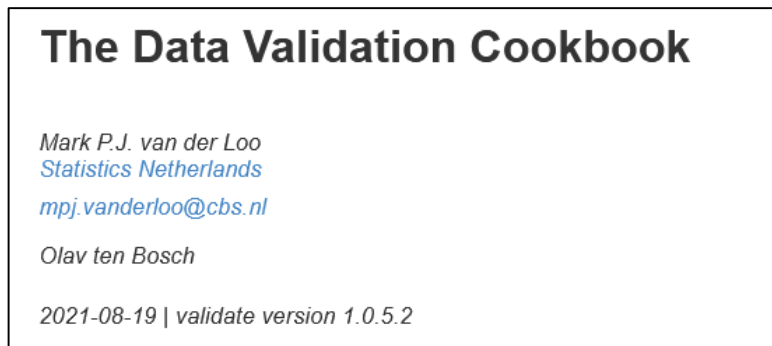 The Data Validation Cookbook
Mark P.J. van der Loo
Statistics Netherlands
mpj.vanderloo@cbs.nl
Olav ten Bosch
2021-08-19 | validate version 1.0.5.2